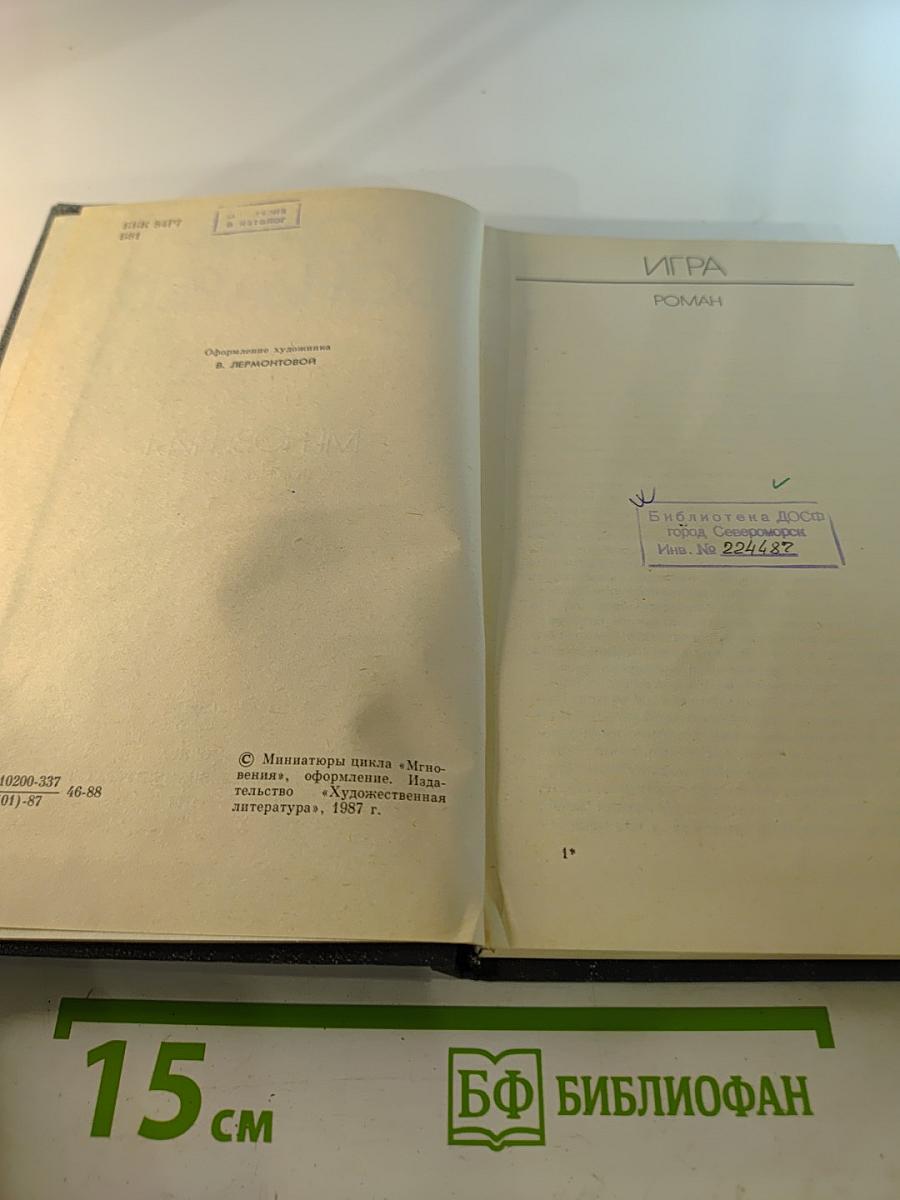 ББК 84Р7
Б81
в каталог
Оформление художника
В. ЛЕРМОНТОВОЙ
10200-337
01)-87
46-88
© Миниатюры цикла «Мгно-
вения», оформление. Изда-
тельство «Художественная
литература», 1987 г.
ИГРА
РОМАН
Библиотека ДОСФ
город Североморск
Инв. № 224487
1*
15 см
БФ БИБЛИОФАН